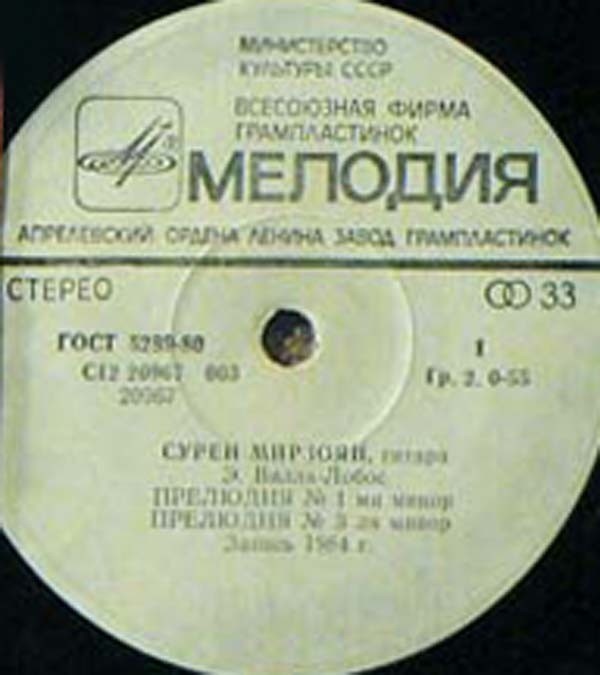 МИНИСТЕРСТВО
КУЛЬТУРЫ СССР
ВСЕСОЮЗНАЯ ФИРМА
ГРАМПЛАСТИНОК
МЕЛОДИЯ
АПРЕЛЕВСКИЙ ОРДЕНА ЛЕНИНА ЗАВОД ГРАМПЛАСТИНОК
СТЕРЕО 33
ГОСТ 5289-80 1
С12 20967 003 Гр. 2. 0-55
20967
СУРЕН МИРЗОЯН, гитара
Э. Вилла-Лобос
ПРЕЛЮДИЯ № 1 ми минор
ПРЕЛЮДИЯ № 3 ля минор
Запись 1984 г.